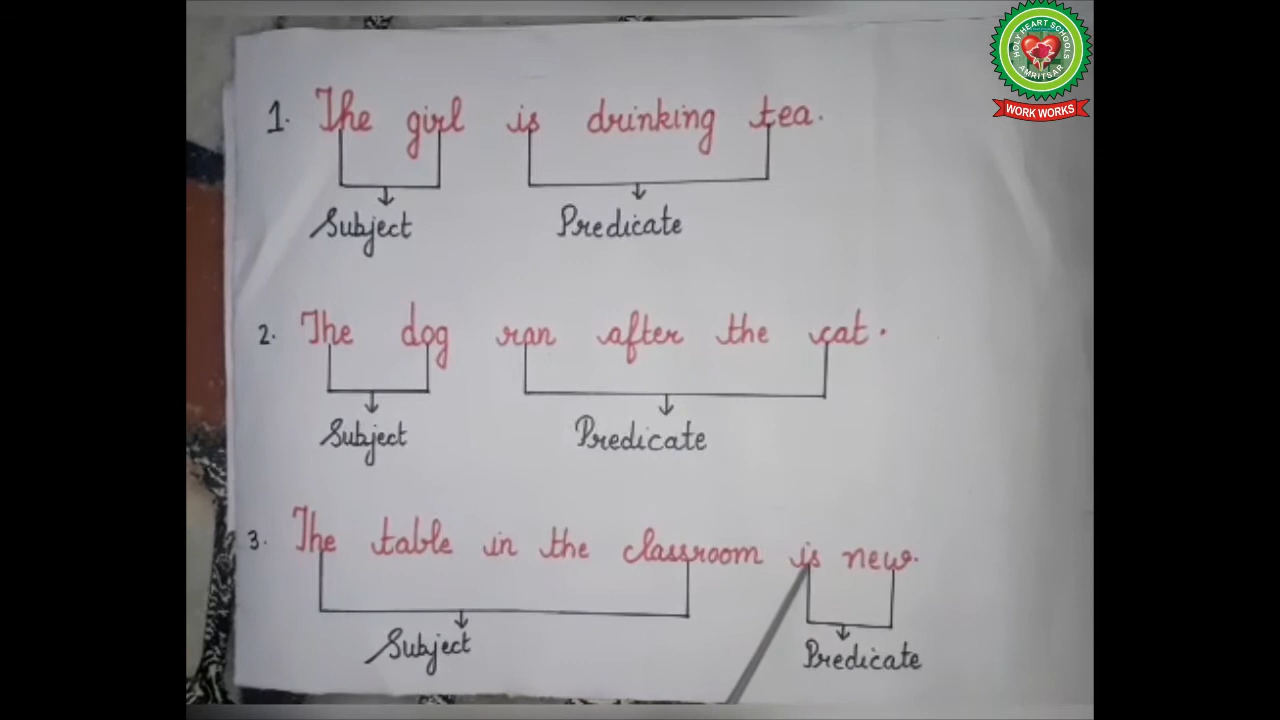 HOLY HEART SCHOOLS
AMRITSAR
WORK WORKS
1. The girl is drinking tea.
Subject Predicate
2. The dog ran after the cat.
Subject Predicate
3. The table in the classroom is new.
Subject Predicate